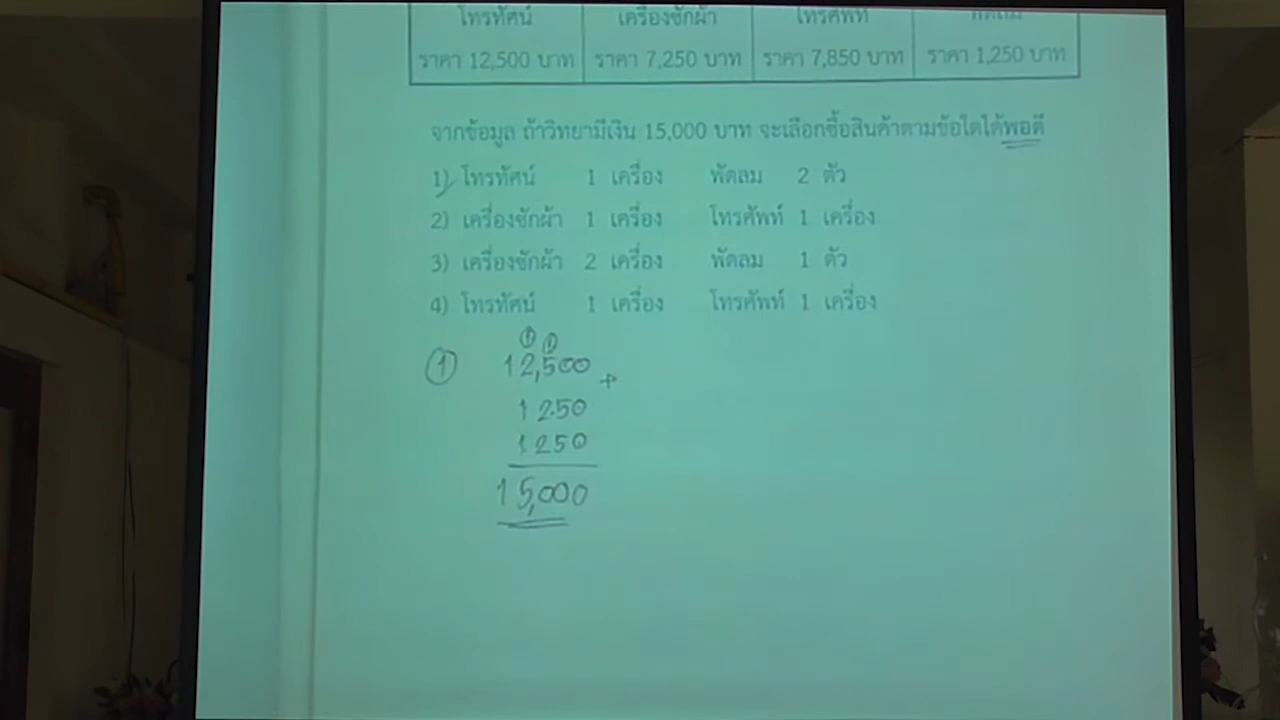 โทรทัศน์ เครื่องซักผ้า โทรศัพท์ พัดลม
ราคา 12,500 บาท ราคา 7,250 บาท ราคา 7,850 บาท ราคา 1,250 บาท
จากข้อมูล ถ้าวิทยามีเงิน 15,000 บาท จะเลือกซื้อสินค้าตามข้อใดได้พอดี
1) โทรทัศน์ 1 เครื่อง พัดลม 2 ตัว
2) เครื่องซักผ้า 1 เครื่อง โทรศัพท์ 1 เครื่อง
3) เครื่องซักผ้า 2 เครื่อง พัดลม 1 ตัว
4) โทรทัศน์ 1 เครื่อง โทรศัพท์ 1 เครื่อง
1 1
1 12,500 +
1250
1250
15,000